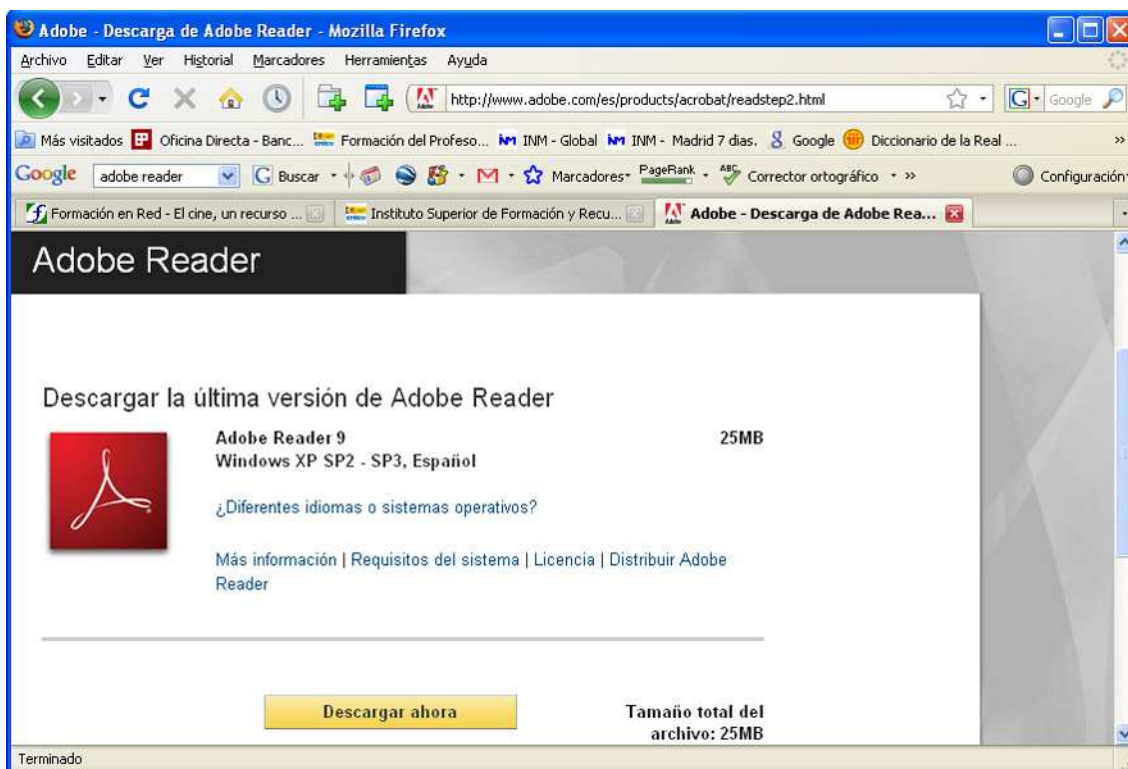 Adobe - Descarga de Adobe Reader - Mozilla Firefox
Archivo Editar Ver Historial Marcadores Herramientas Ayuda
http://www.adobe.com/es/products/acrobat/readstep2.html G Google
Más visitados Oficina Directa - Banc... Formación del Profeso... INM - Global INM - Madrid 7 dias. Google Diccionario de la Real ... »
Google adobe reader G Buscar Marcadores PageRank ABC Corrector ortográfico » Configuración
Formación en Red - El cine, un recurso ... Instituto Superior de Formación y Recu... Adobe - Descarga de Adobe Rea...
Adobe Reader
Descargar la última versión de Adobe Reader
Adobe Reader 9 25MB
Windows XP SP2 - SP3, Español
¿Diferentes idiomas o sistemas operativos?
Más información | Requisitos del sistema | Licencia | Distribuir Adobe
Reader
Descargar ahora Tamaño total del
archivo: 25MB
Terminado